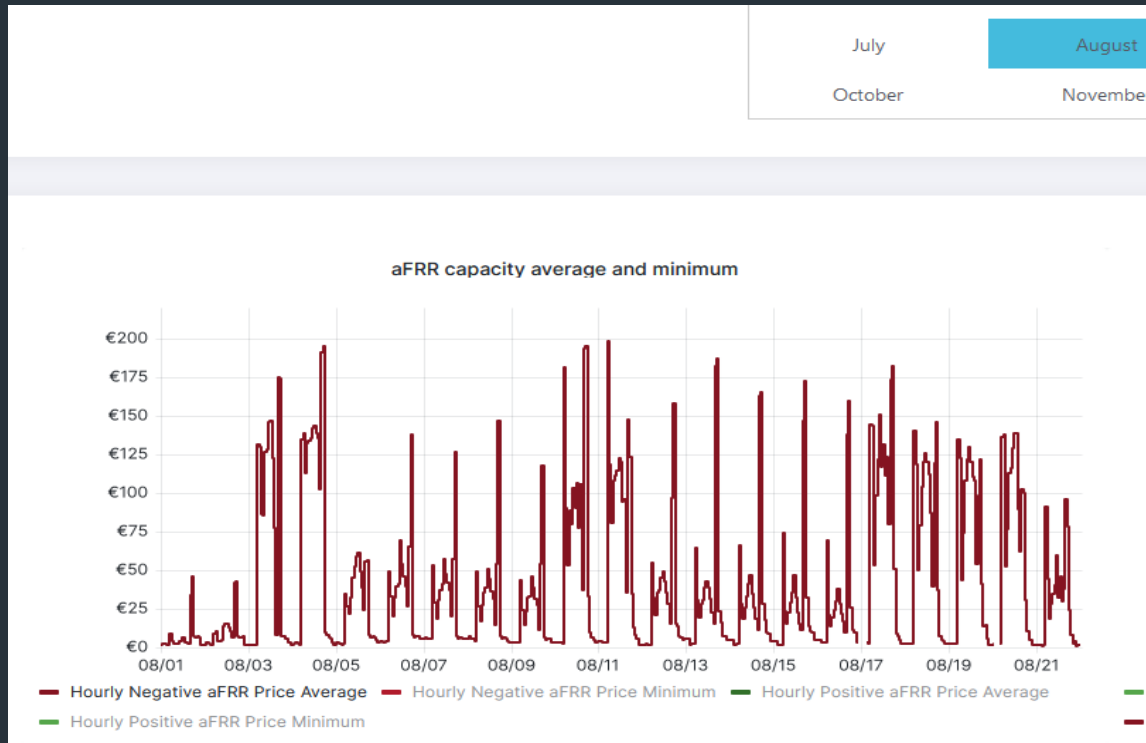 July August
October Novembe
aFRR capacity average and minimum
€200
€175
€150
€125
€100
€75
€50
€25
€0
08/01 08/03 08/05 08/07 08/09 08/11 08/13 08/15 08/17 08/19 08/21
Hourly Negative aFRR Price Average Hourly Negative aFRR Price Minimum Hourly Positive aFRR Price Average
Hourly Positive aFRR Price Minimum